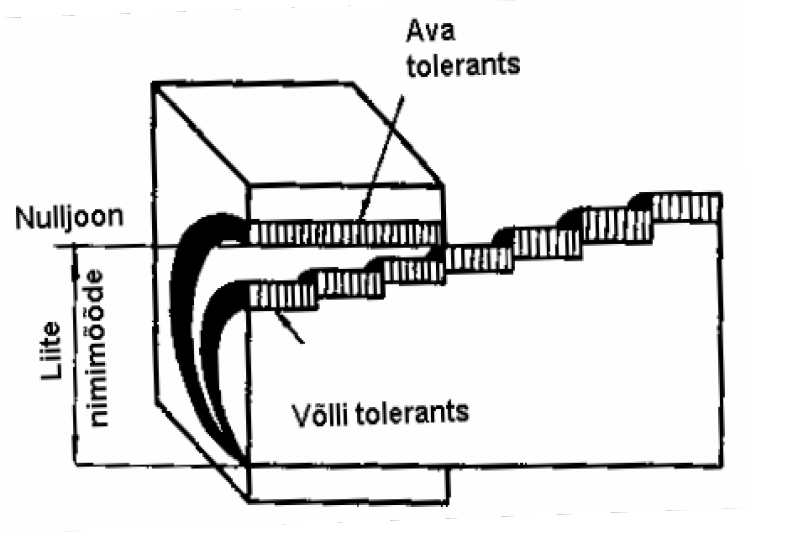 Ava
tolerants
Nulljoon
Liite
nimimõõde
Võlli tolerants